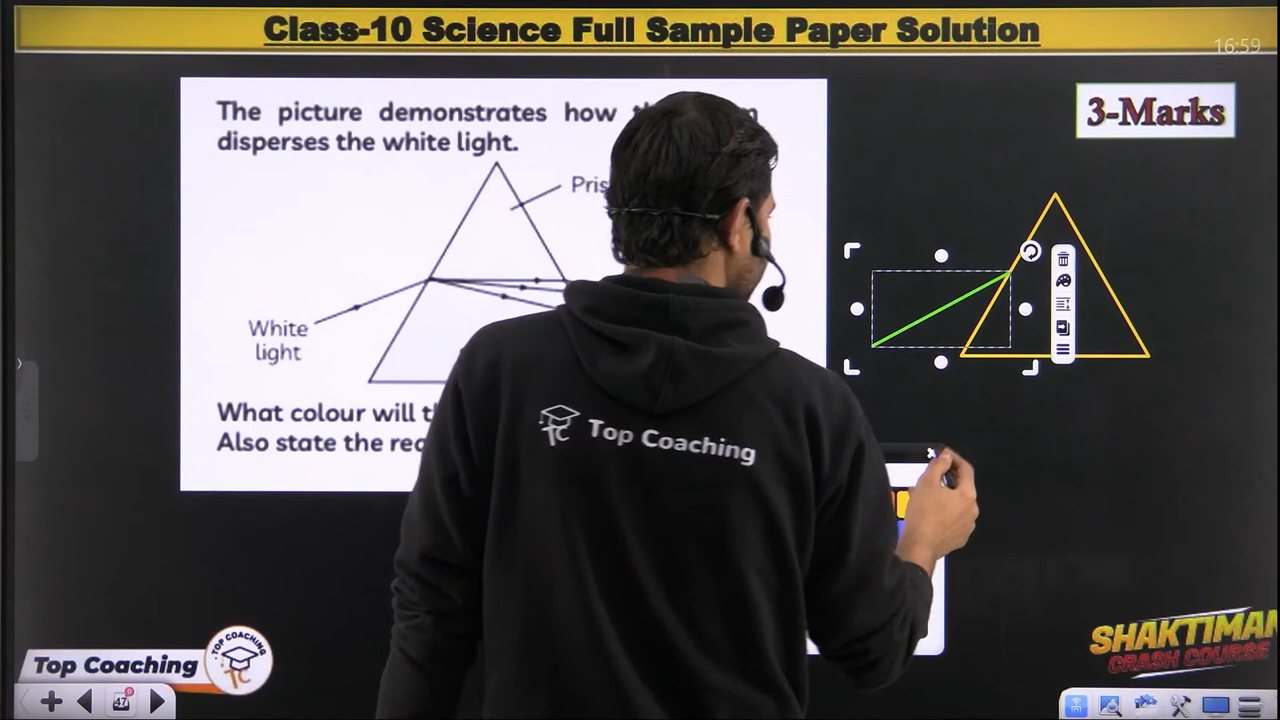 Class-10 Science Full Sample Paper Solution
16:59
3-Marks
The picture demonstrates how
disperses the white light.
White
light
What colour will
Also state the
Top Coaching
TC
Top Coaching
TOP COACHING
TC
SHAKTIMAN
CRASH COURSE
47